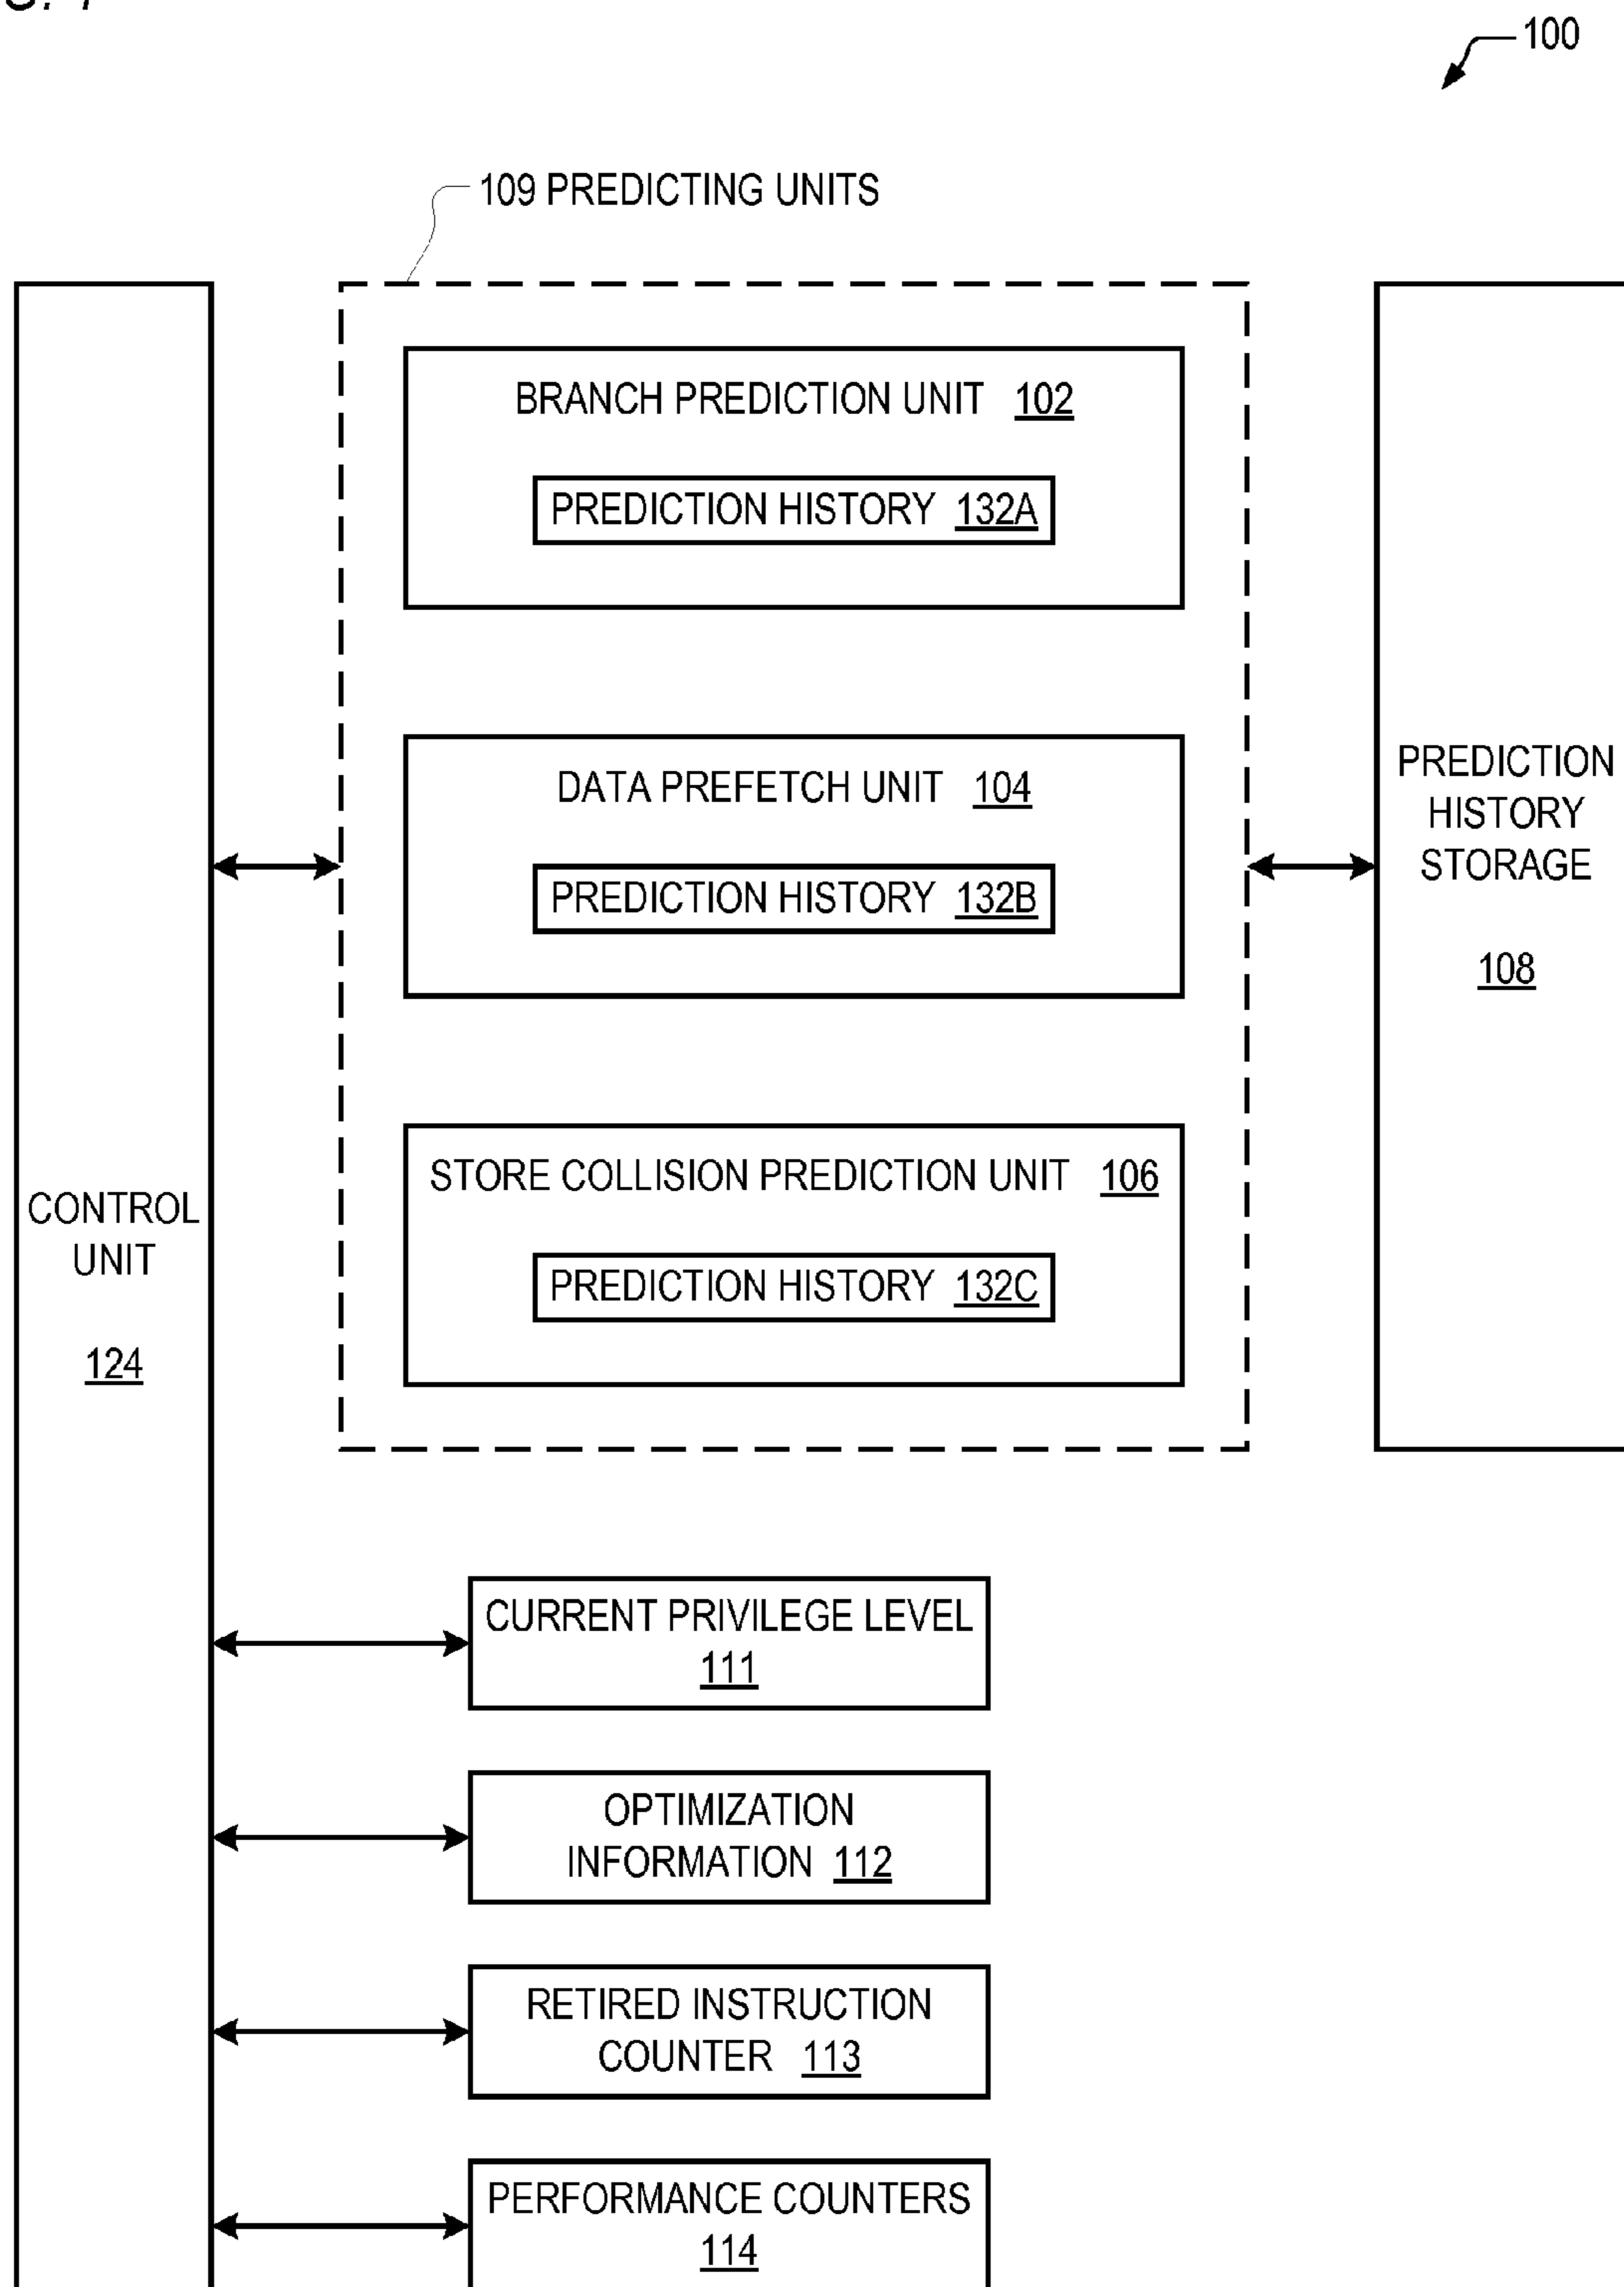 100
109 PREDICTING UNITS
BRANCH PREDICTION UNIT 102
PREDICTION HISTORY 132A
DATA PREFETCH UNIT 104
PREDICTION HISTORY 132B
STORE COLLISION PREDICTION UNIT 106
PREDICTION HISTORY 132C
PREDICTION
HISTORY
STORAGE
108
CONTROL
UNIT
124
CURRENT PRIVILEGE LEVEL
111
OPTIMIZATION
INFORMATION 112
RETIRED INSTRUCTION
COUNTER 113
PERFORMANCE COUNTERS
114